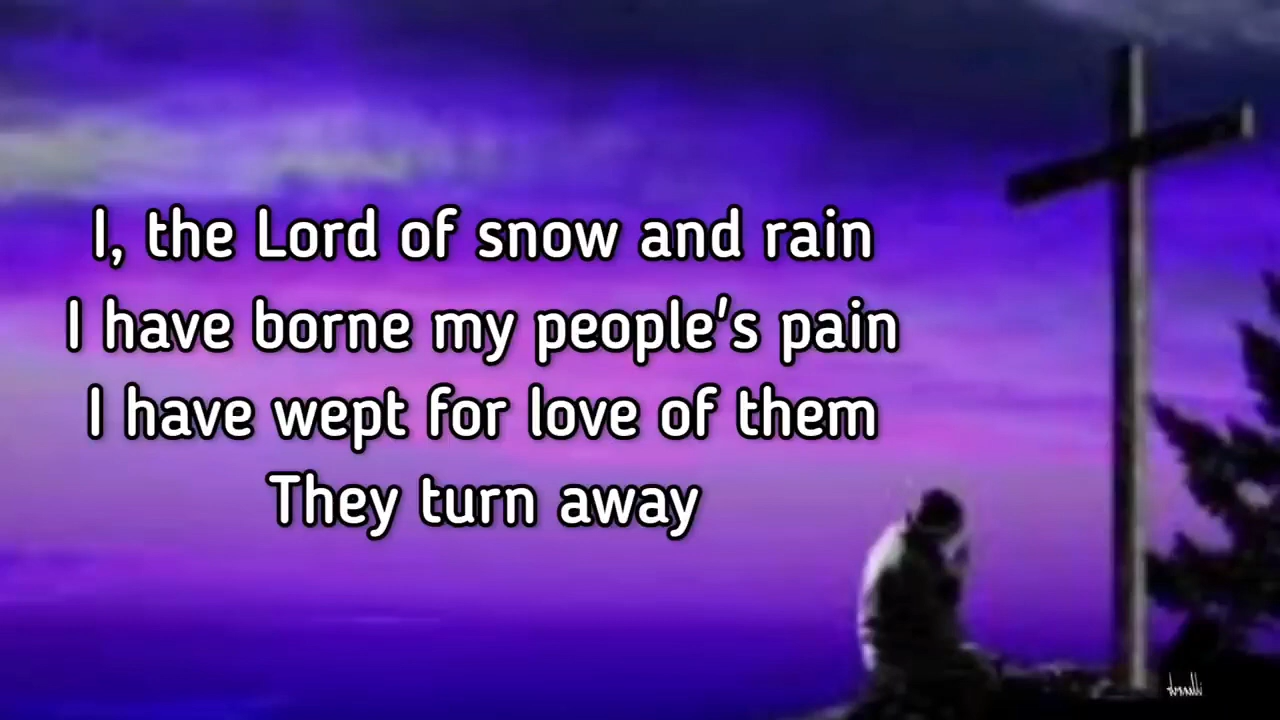 I, the Lord of snow and rain
I have borne my people's pain
I have wept for love of them
They turn away